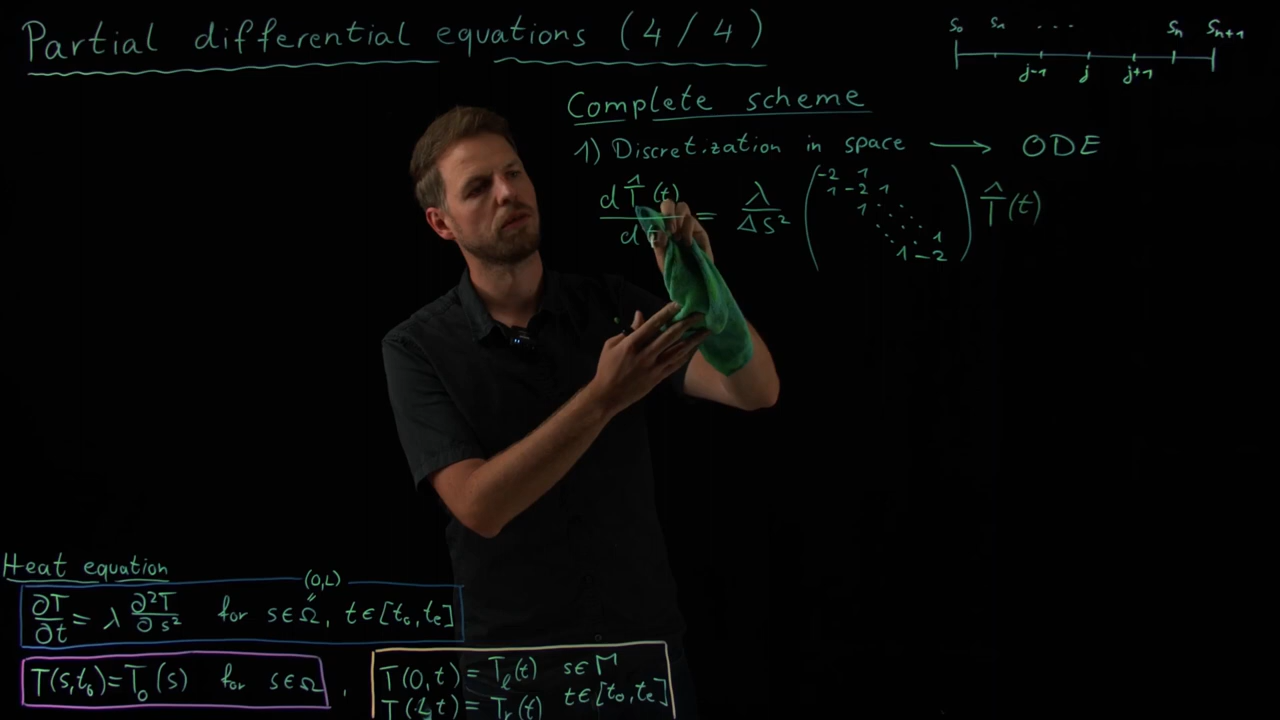 Partial differential equations (4/4)
s₀ s₁ ... sₙ sₙ₊₁
j-1 j j+1
Complete scheme
1) Discretization in space → ODE
dT̂(t)/dt = λ/Δs² (-2 1 1 -2 1 1 ⋱ 1 1 -2) T̂(t)
Heat equation
(0,L)
∂T/∂t = λ ∂²T/∂s² for s∈Ω, t∈[t₀,tₑ]
T(s,t₀)=T₀(s) for s∈Ω ,
T(0,t) = Tₗ(t) s∈Γ
T(L,t) = Tᵣ(t) t∈[t₀,tₑ]